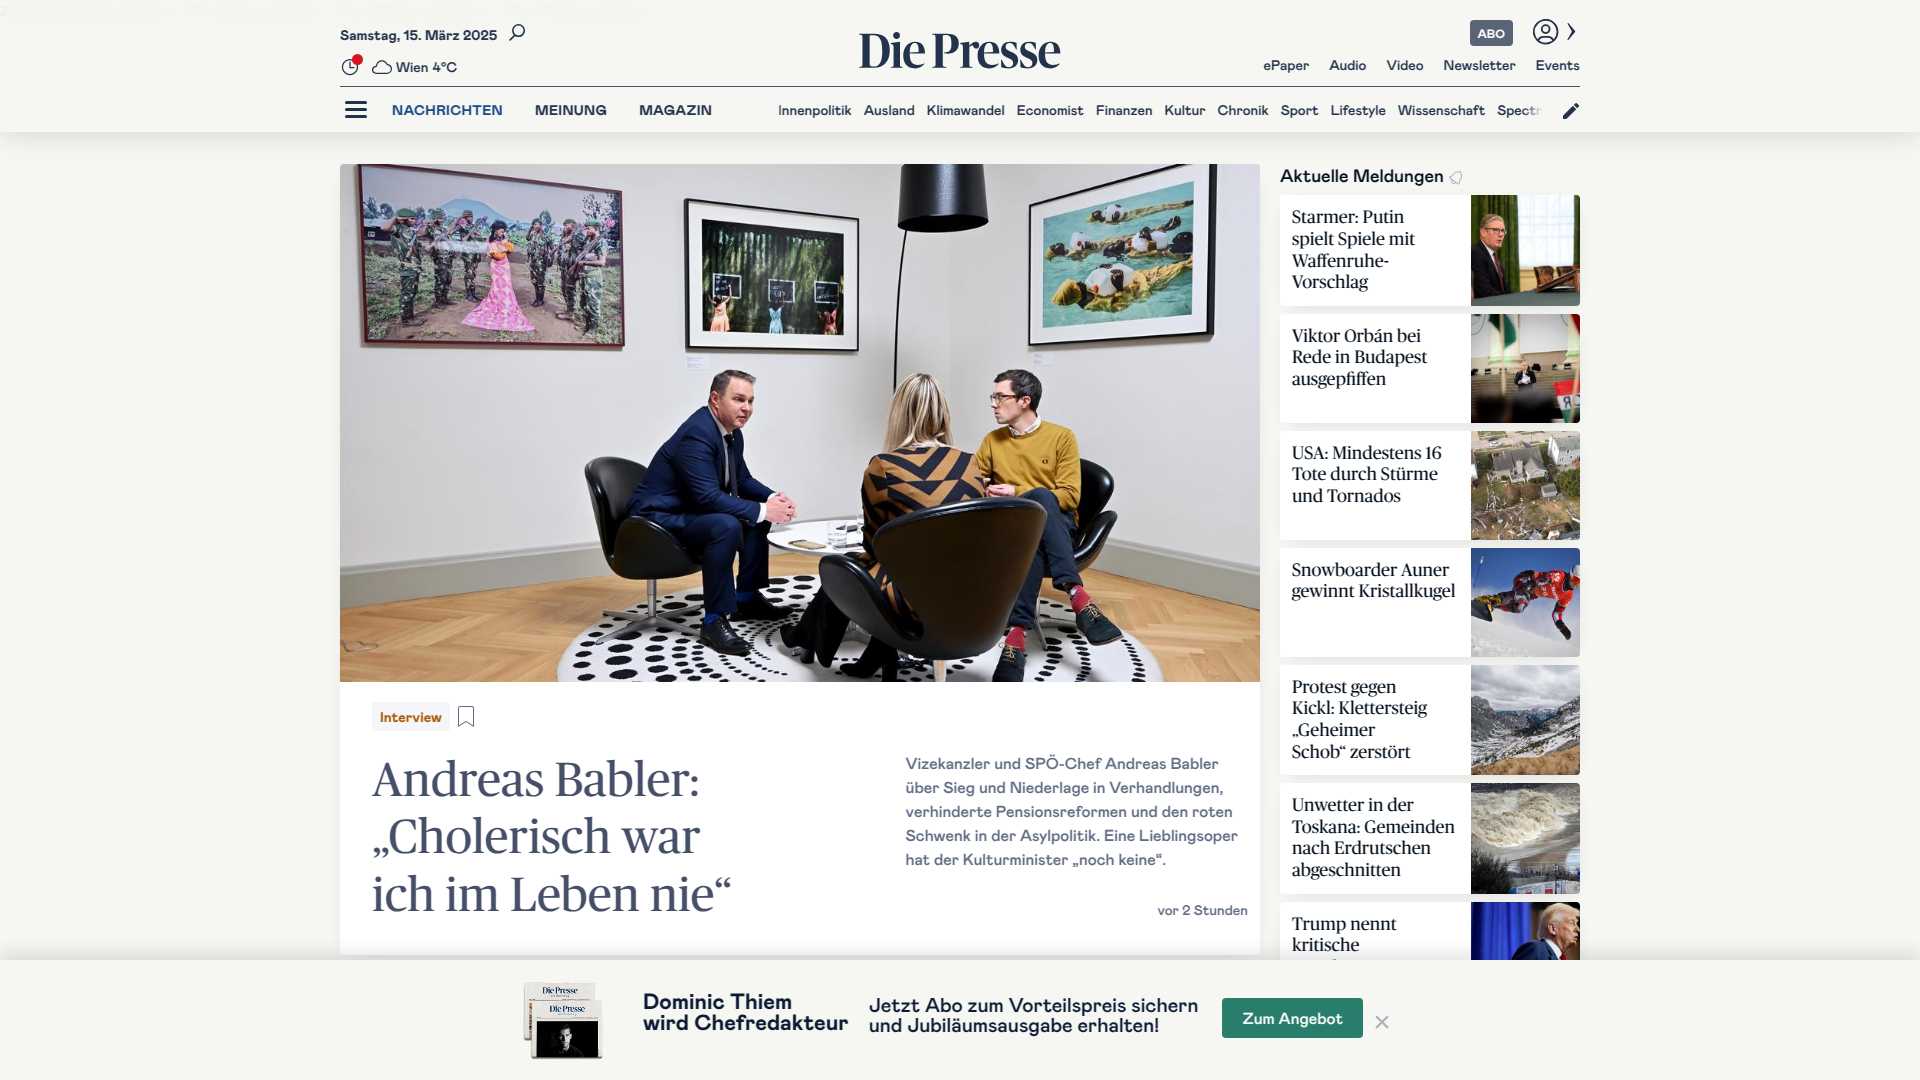 Samstag, 15. März 2025
Wien 4°C
Die Presse
ABO
ePaper Audio Video Newsletter Events
NACHRICHTEN MEINUNG MAGAZIN
Innenpolitik Ausland Klimawandel Economist Finanzen Kultur Chronik Sport Lifestyle Wissenschaft Spectr
Interview
Andreas Babler:
„Cholerisch war
ich im Leben nie“
Vizekanzler und SPÖ-Chef Andreas Babler
über Sieg und Niederlage in Verhandlungen,
verhinderte Pensionsreformen und den roten
Schwenk in der Asylpolitik. Eine Lieblingsoper
hat der Kulturminister „noch keine“.
vor 2 Stunden
Aktuelle Meldungen
Starmer: Putin
spielt Spiele mit
Waffenruhe-
Vorschlag
Viktor Orbán bei
Rede in Budapest
ausgepfiffen
USA: Mindestens 16
Tote durch Stürme
und Tornados
Snowboarder Auner
gewinnt Kristallkugel
Protest gegen
Kickl: Klettersteig
„Geheimer
Schob“ zerstört
Unwetter in der
Toskana: Gemeinden
nach Erdrutschen
abgeschnitten
Trump nennt
kritische
Die Presse
Die Presse
Dominic Thiem
wird Chefredakteur
Jetzt Abo zum Vorteilspreis sichern
und Jubiläumsausgabe erhalten!
Zum Angebot